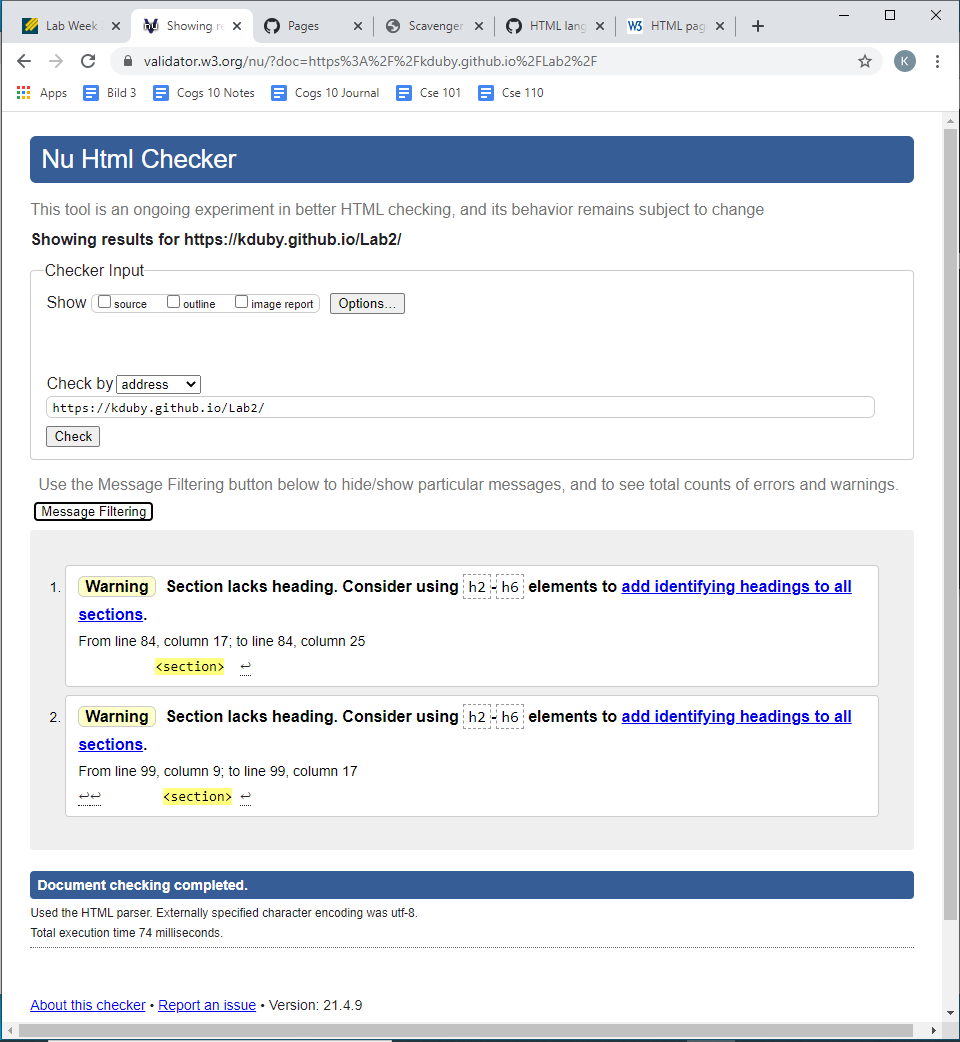 Lab Week
Showing re
Pages
Scavenger
HTML lang
HTML pag
validator.w3.org/nu/?doc=https%3A%2F%2Fkduby.github.io%2FLab2%2F
K
Apps
Bild 3
Cogs 10 Notes
Cogs 10 Journal
Cse 101
Cse 110
Nu Html Checker
This tool is an ongoing experiment in better HTML checking, and its behavior remains subject to change
Showing results for https://kduby.github.io/Lab2/
Checker Input
Show source outline image report Options...
Check by address
https://kduby.github.io/Lab2/
Check
Use the Message Filtering button below to hide/show particular messages, and to see total counts of errors and warnings.
Message Filtering
1. Warning Section lacks heading. Consider using h2-h6 elements to add identifying headings to all
sections.
From line 84, column 17; to line 84, column 25
<section> ↩
2. Warning Section lacks heading. Consider using h2-h6 elements to add identifying headings to all
sections.
From line 99, column 9; to line 99, column 17
↩↩ <section> ↩
Document checking completed.
Used the HTML parser. Externally specified character encoding was utf-8.
Total execution time 74 milliseconds.
About this checker • Report an issue • Version: 21.4.9